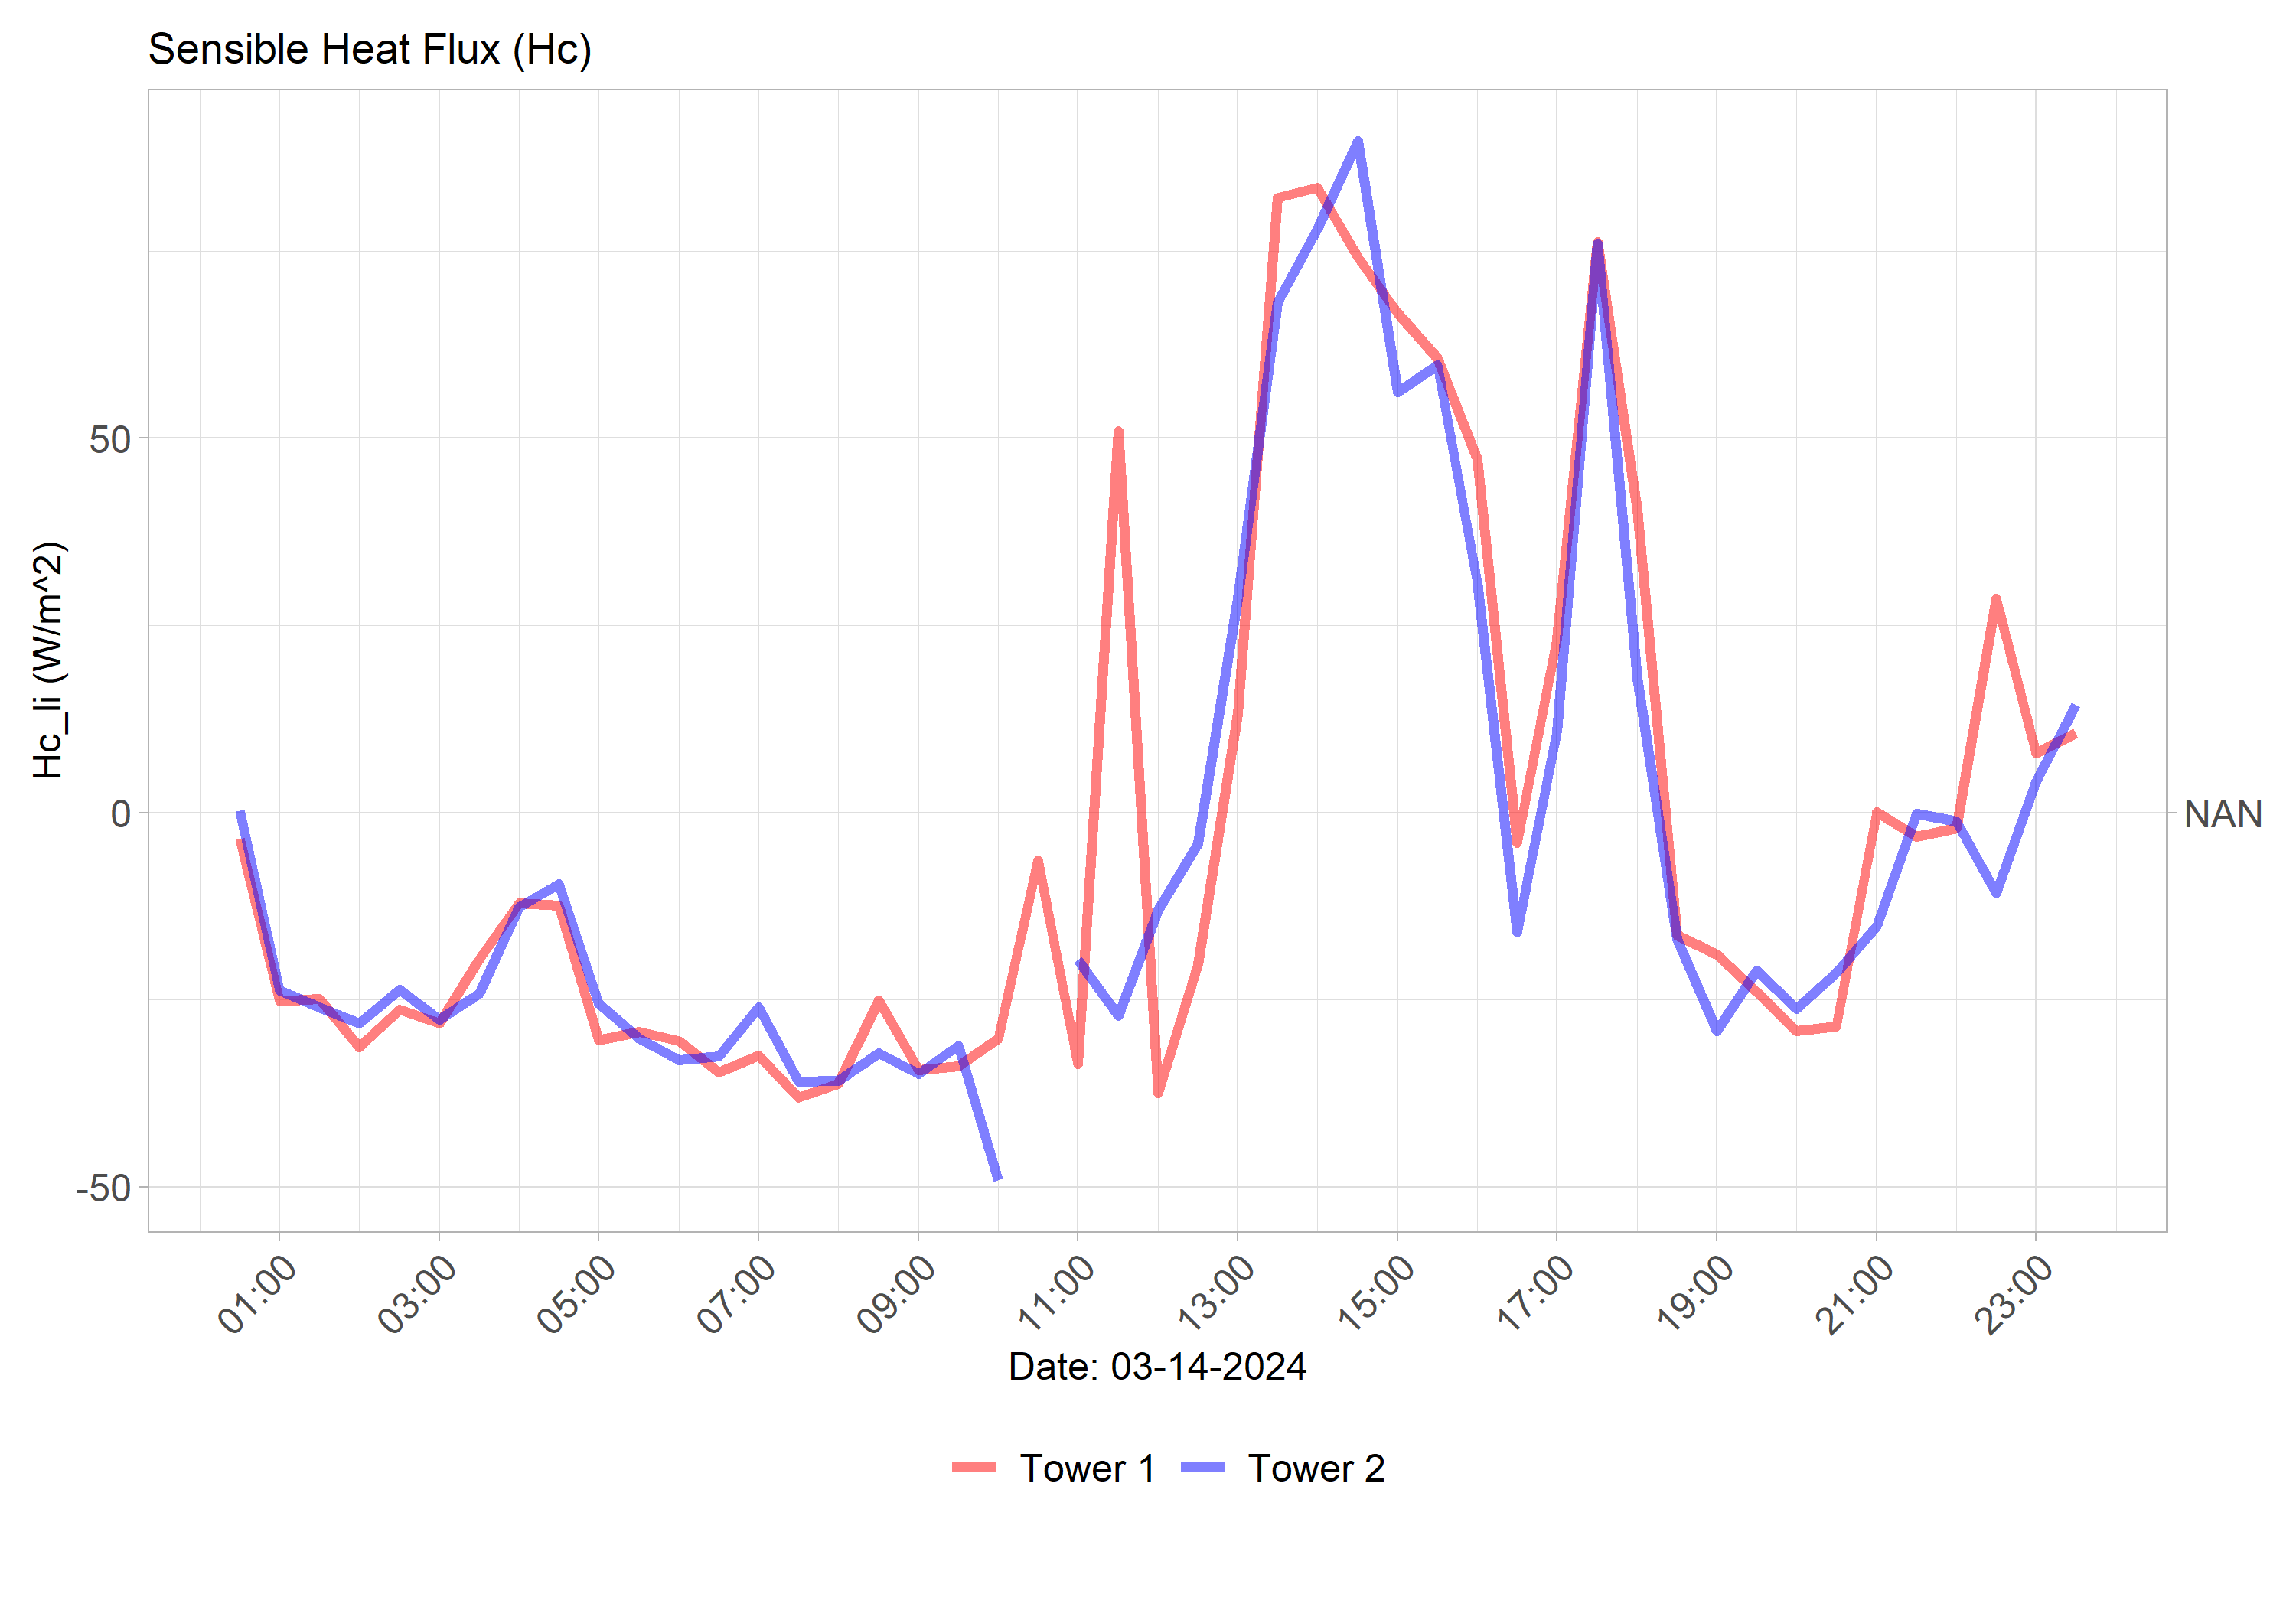 Sensible Heat Flux (Hc)
Hc_li (W/m^2)
50
0
-50
NAN
01:00
03:00
05:00
07:00
09:00
11:00
13:00
15:00
17:00
19:00
21:00
23:00
Date: 03-14-2024
Tower 1
Tower 2